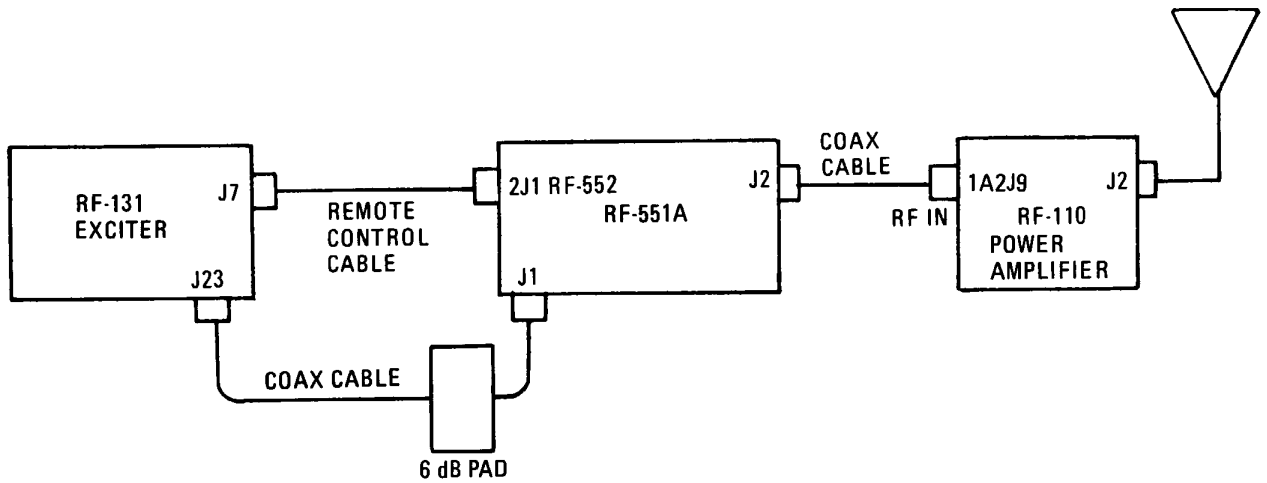 RF-131
EXCITER
J7
J23
REMOTE
CONTROL
CABLE
2J1 RF-552
RF-551A
J2
J1
COAX CABLE
6 dB PAD
COAX
CABLE
RF IN
1A2J9
J2
RF-110
POWER
AMPLIFIER